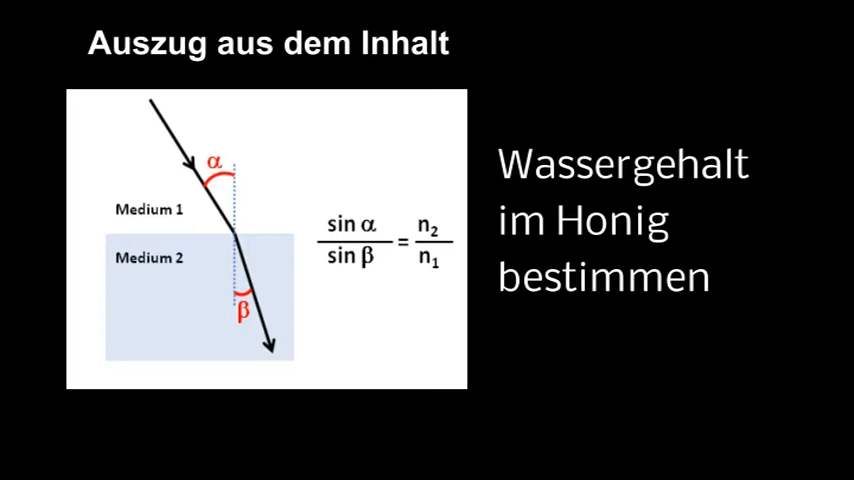 Auszug aus dem Inhalt
α
Medium 1
Medium 2
β
sin α / sin β = n₂ / n₁
Wassergehalt
im Honig
bestimmen